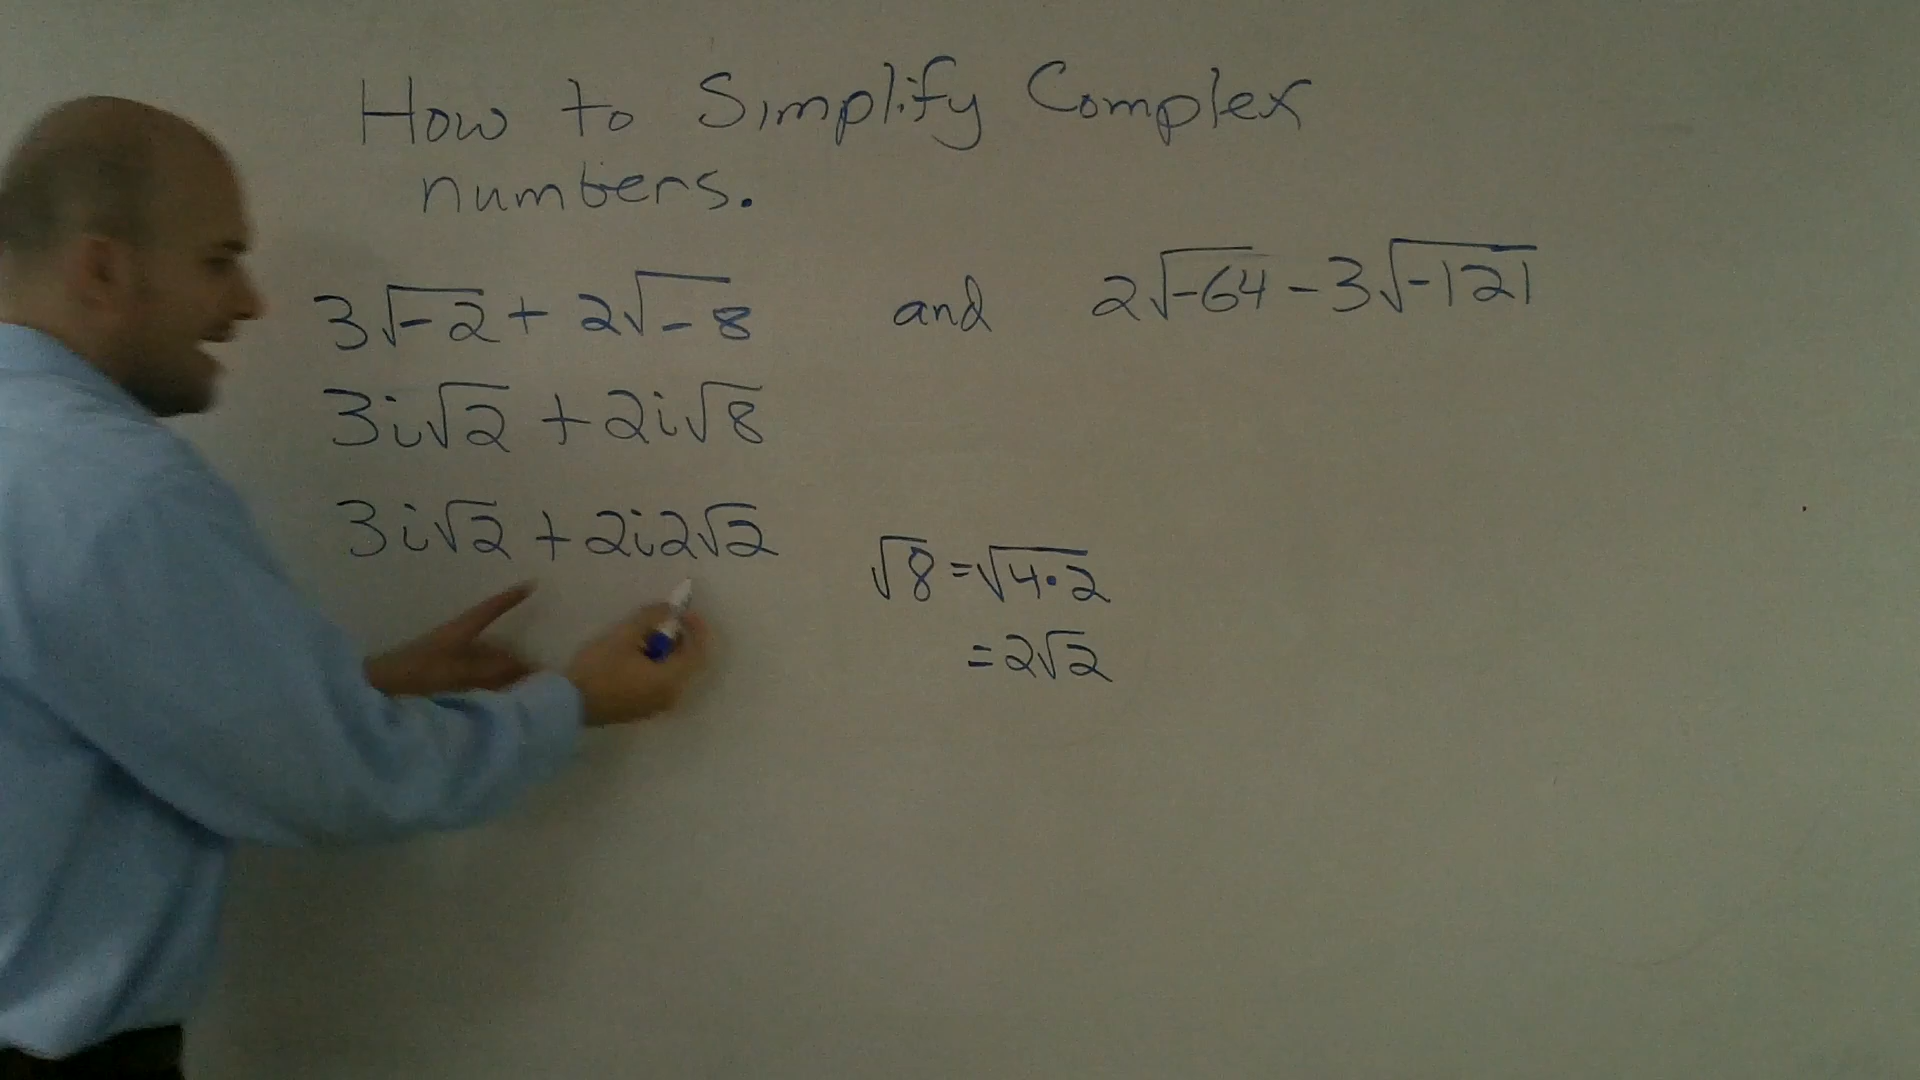 How to Simplify Complex
numbers.
3√-2 + 2√-8 and 2√-64 - 3√-121
3i√2 + 2i√8
3i√2 + 2i2√2
√8 = √4·2
= 2√2